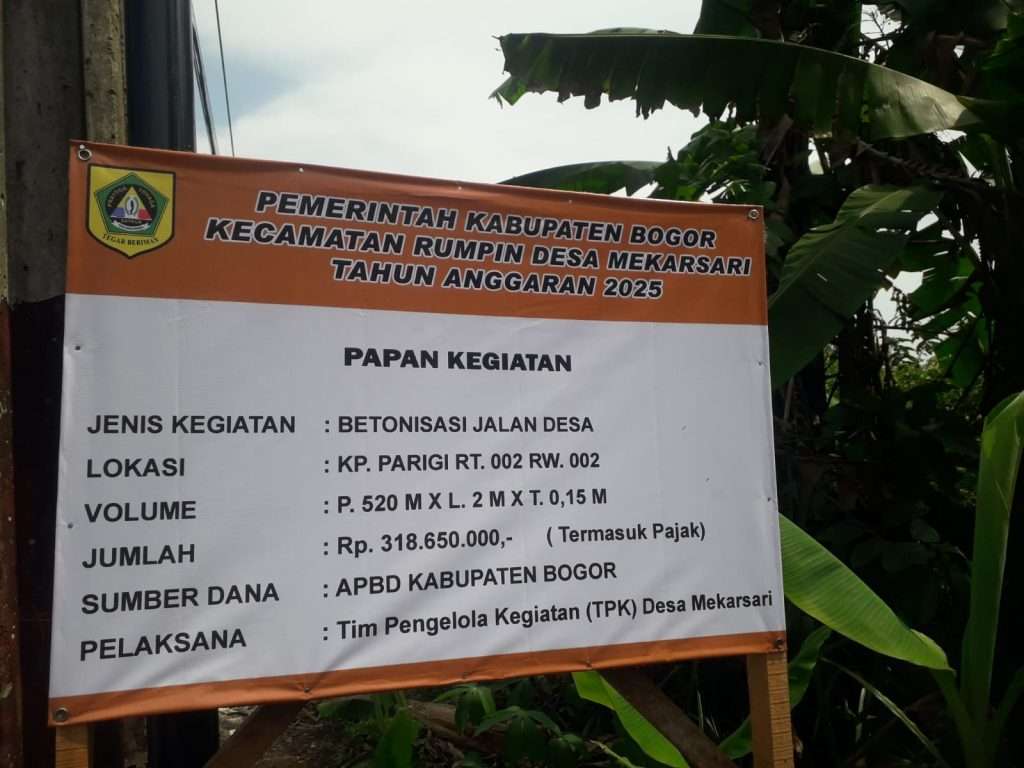 PEMERINTAH KABUPATEN BOGOR
KECAMATAN RUMPIN DESA MEKARSARI
TAHUN ANGGARAN 2025
TEGAR BERIMAN
PAPAN KEGIATAN
JENIS KEGIATAN : BETONISASI JALAN DESA
LOKASI : KP. PARIGI RT. 002 RW. 002
VOLUME : P. 520 M X L. 2 M X T. 0,15 M
JUMLAH : Rp. 318.650.000,- ( Termasuk Pajak)
SUMBER DANA : APBD KABUPATEN BOGOR
PELAKSANA : Tim Pengelola Kegiatan (TPK) Desa Mekarsari